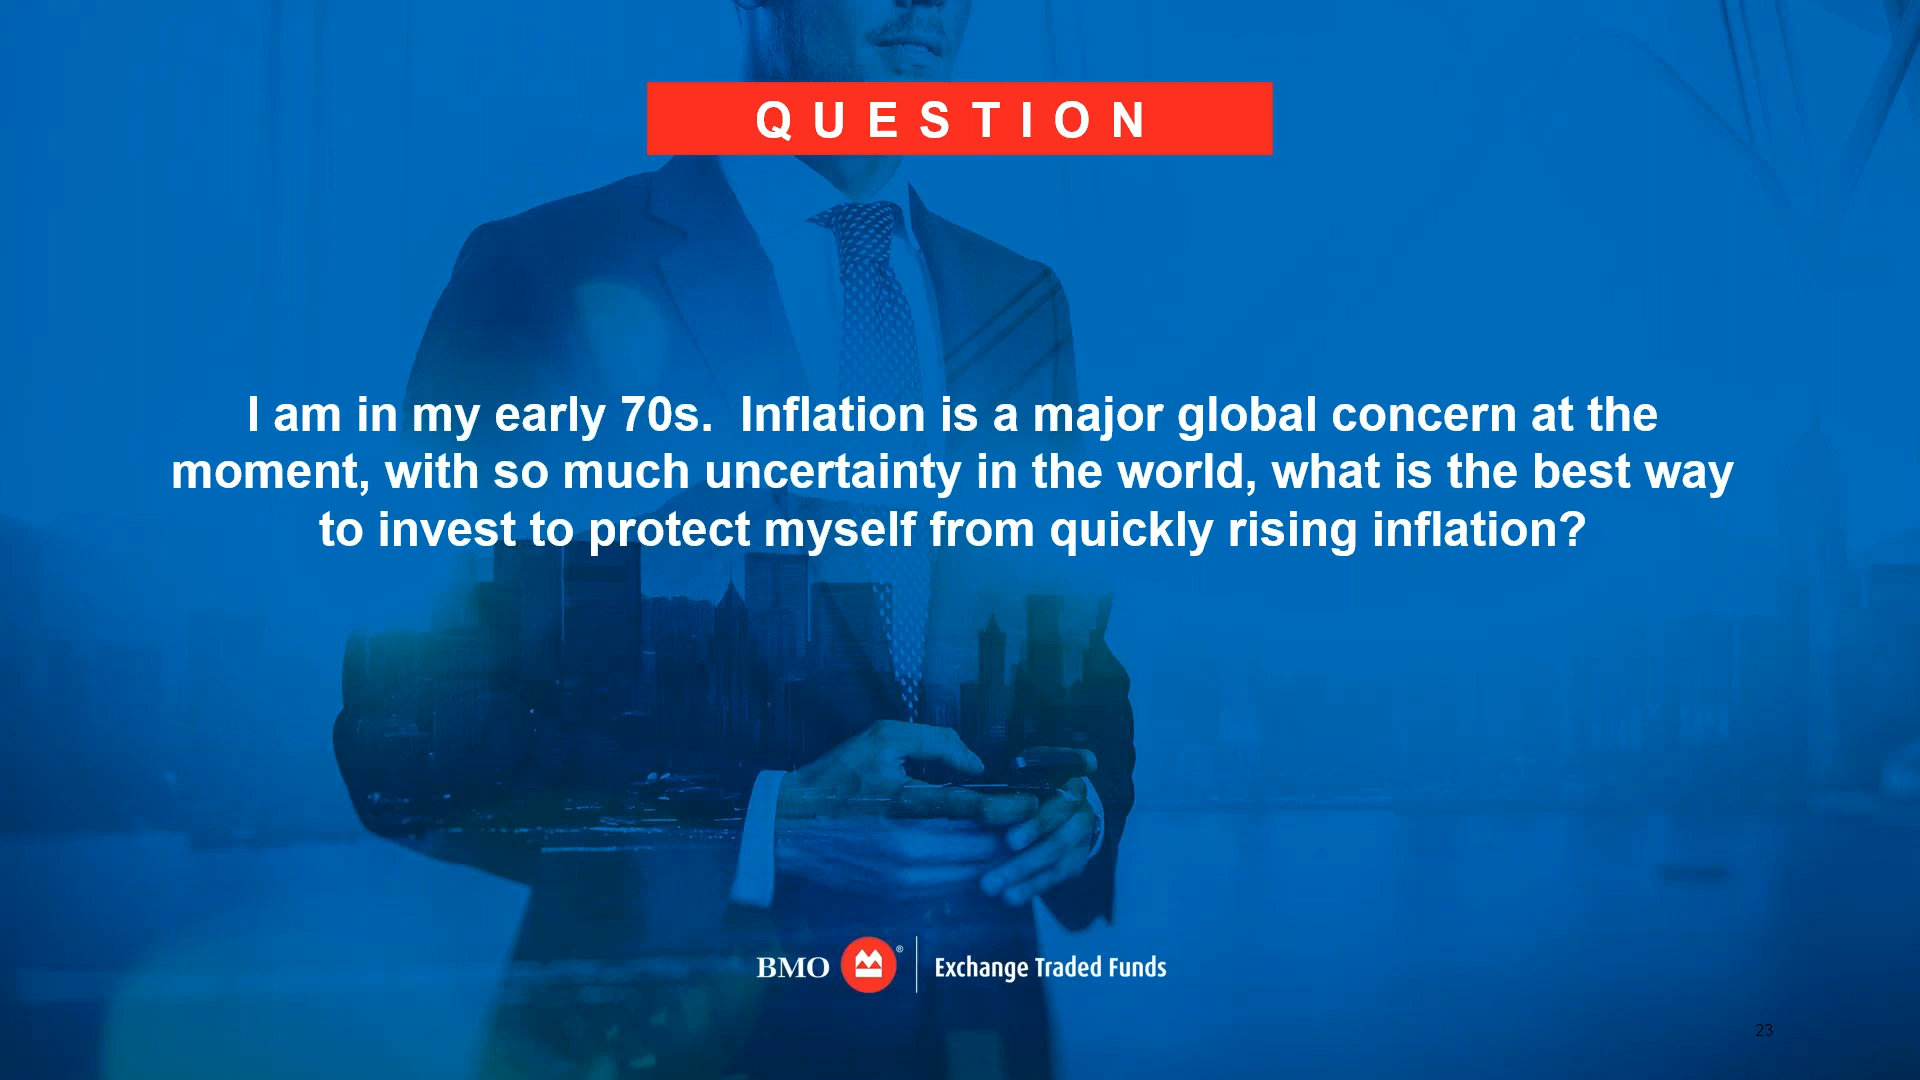 QUESTION
I am in my early 70s.  Inflation is a major global concern at the
moment, with so much uncertainty in the world, what is the best way
to invest to protect myself from quickly rising inflation?
BMO ® Exchange Traded Funds
23